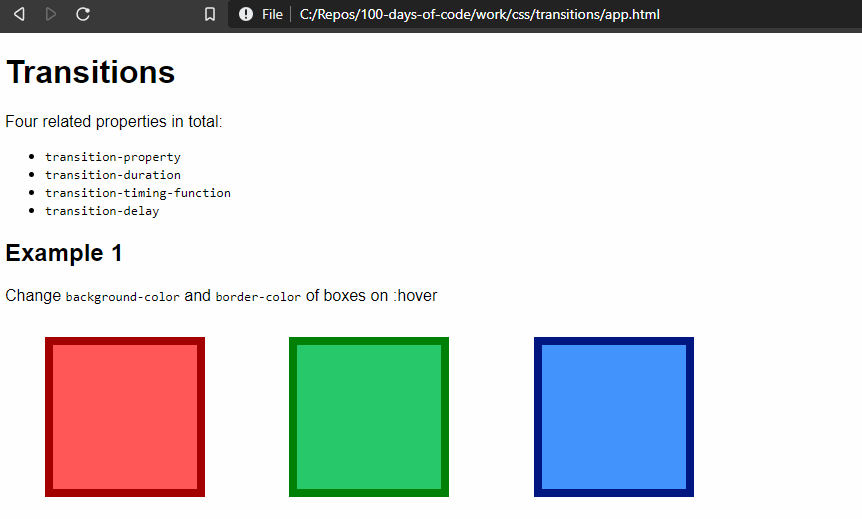 File C:/Repos/100-days-of-code/work/css/transitions/app.html
Transitions
Four related properties in total:
transition-property
transition-duration
transition-timing-function
transition-delay
Example 1
Change background-color and border-color of boxes on :hover